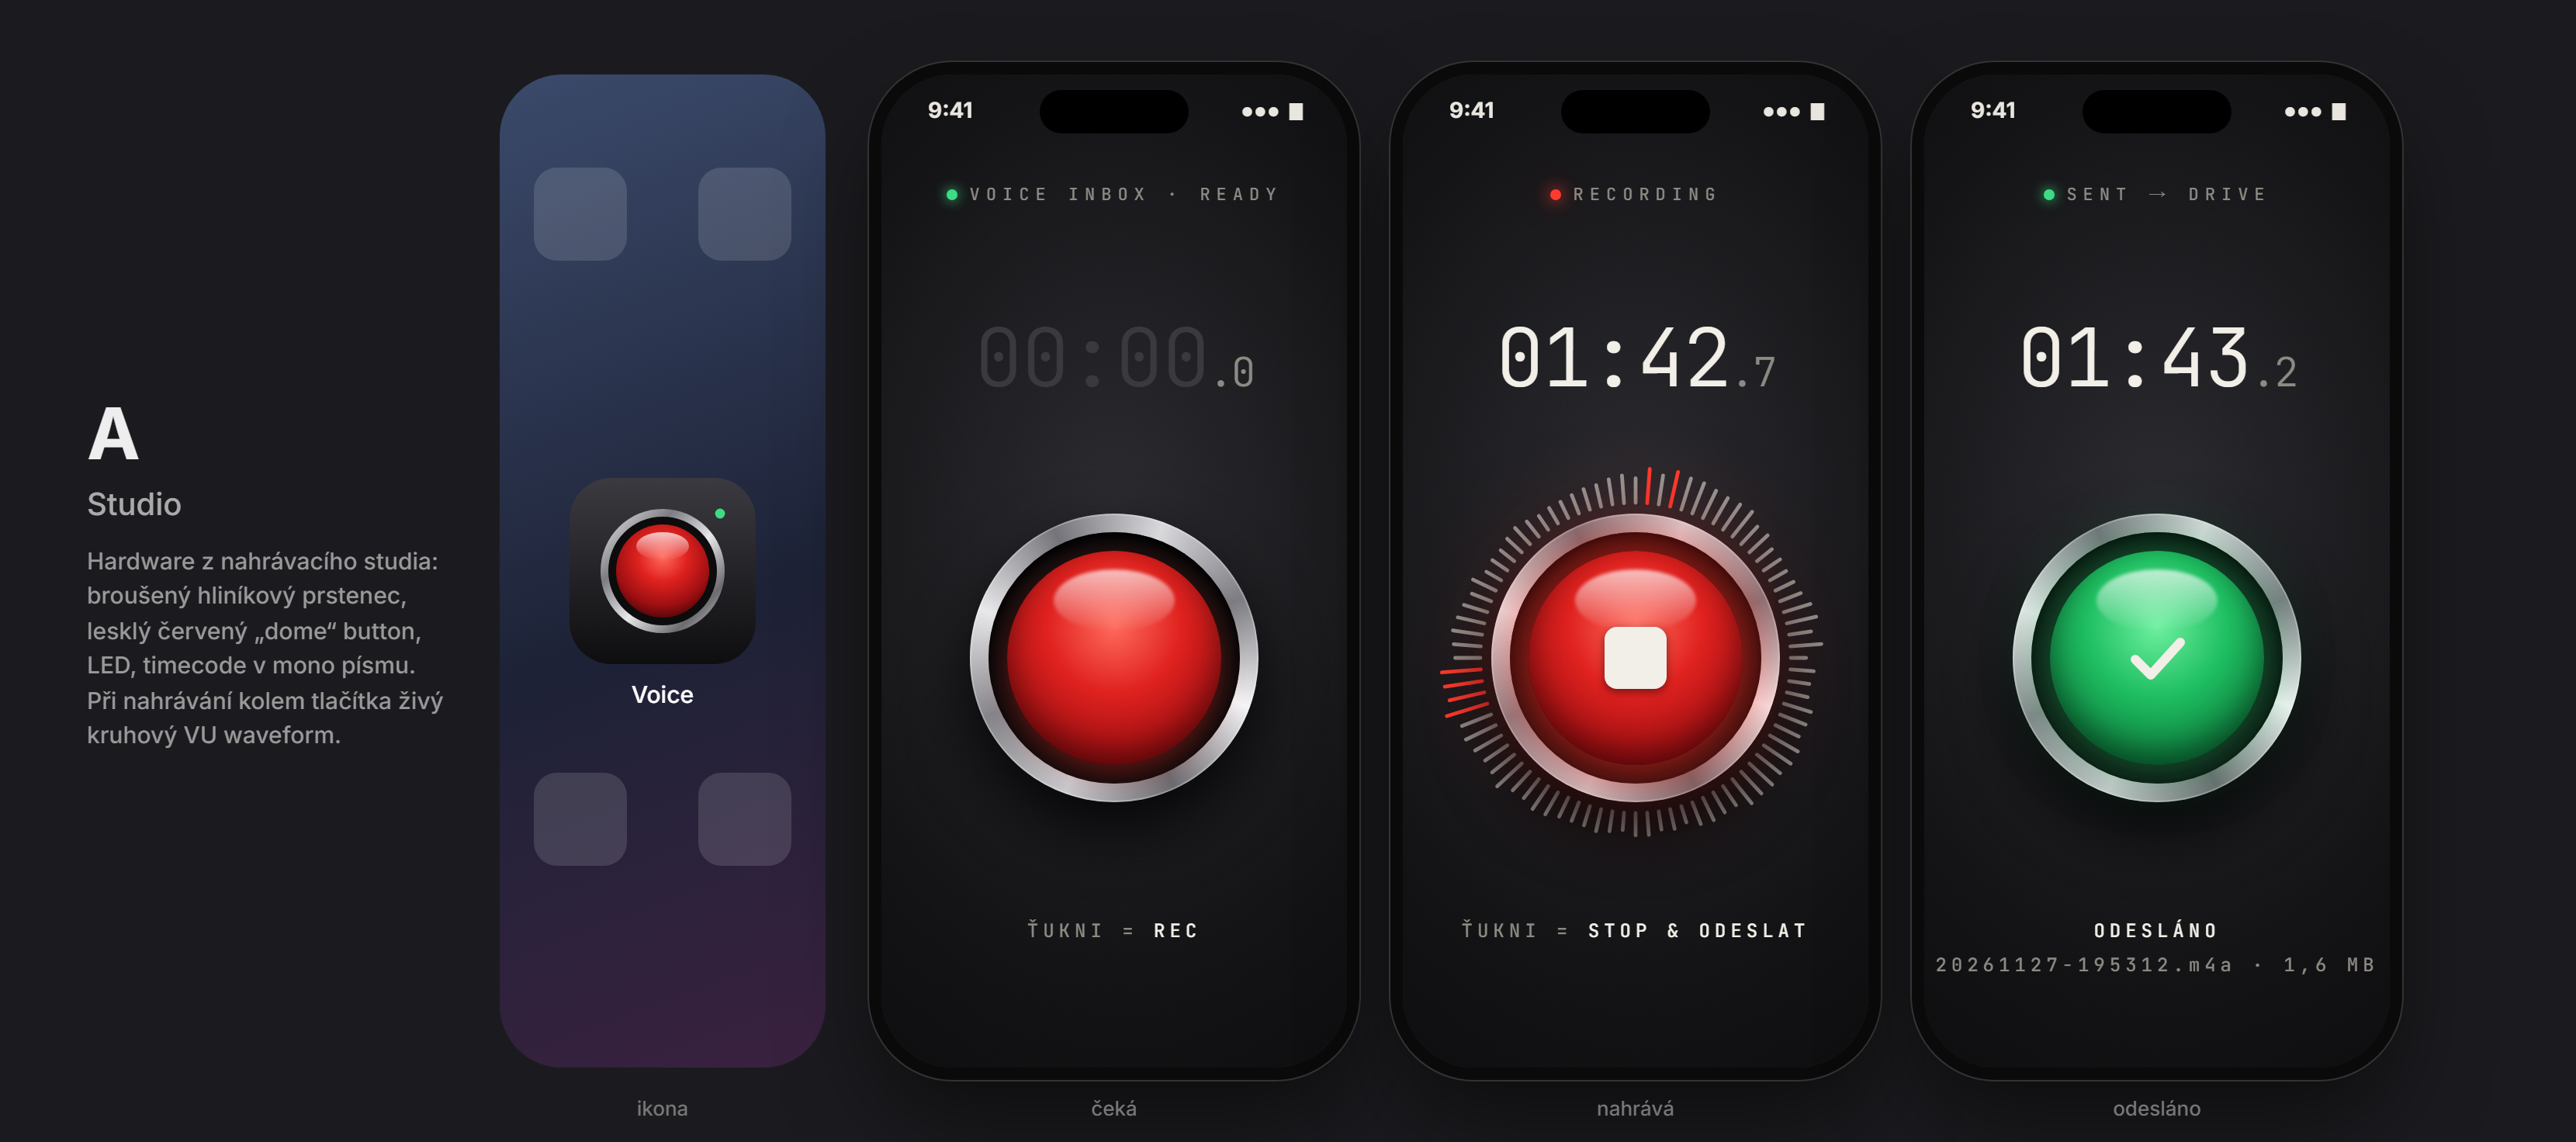 A
Studio
Hardware z nahrávacího studia:
broušený hliníkový prstenec,
lesklý červený „dome“ button,
LED, timecode v mono písmu.
Při nahrávání kolem tlačítka živý
kruhový VU waveform.
Voice
ikona
9:41
VOICE INBOX · READY
00:00.0
ŤUKNI = REC
čeká
9:41
RECORDING
01:42.7
ŤUKNI = STOP & ODESLAT
nahrává
9:41
SENT → DRIVE
01:43.2
ODESLÁNO
20261127-195312.m4a · 1,6 MB
odesláno